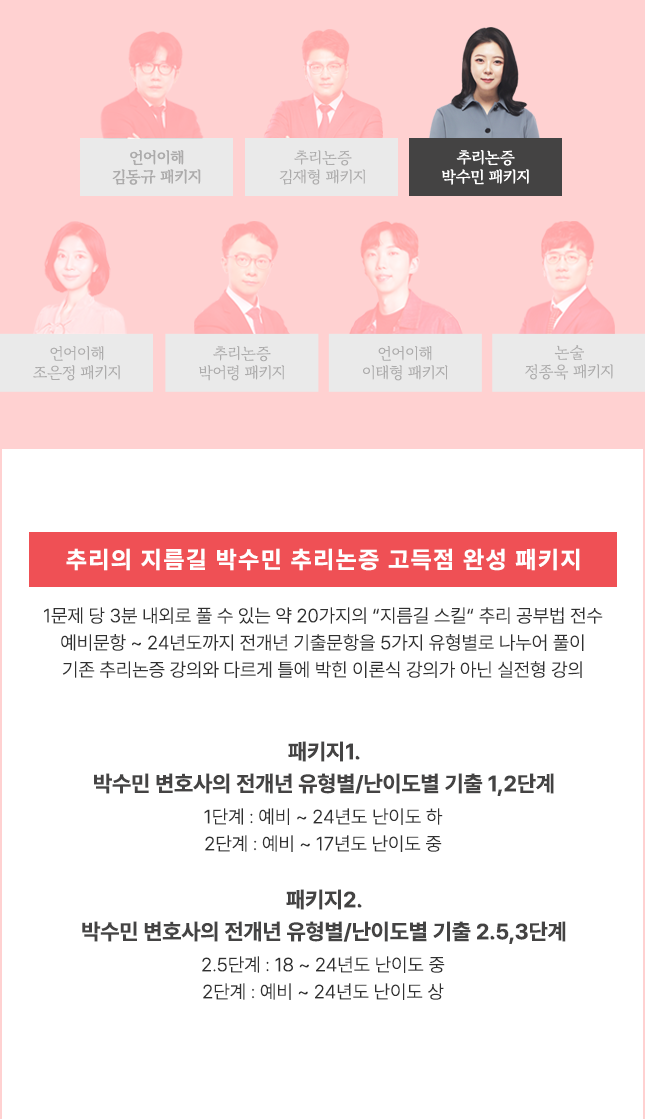 언어이해
김동규 패키지
추리논증
김재형 패키지
추리논증
박수민 패키지
언어이해
조은정 패키지
추리논증
박어령 패키지
언어이해
이태형 패키지
논술
정종욱 패키지
추리의 지름길 박수민 추리논증 고득점 완성 패키지
1문제 당 3분 내외로 풀 수 있는 약 20가지의 “지름길 스킬“ 추리 공부법 전수
예비문항 ~ 24년도까지 전개년 기출문항을 5가지 유형별로 나누어 풀이
기존 추리논증 강의와 다르게 틀에 박힌 이론식 강의가 아닌 실전형 강의
패키지1.
박수민 변호사의 전개년 유형별/난이도별 기출 1,2단계
1단계 : 예비 ~ 24년도 난이도 하
2단계 : 예비 ~ 17년도 난이도 중
패키지2.
박수민 변호사의 전개년 유형별/난이도별 기출 2.5,3단계
2.5단계 : 18 ~ 24년도 난이도 중
2단계 : 예비 ~ 24년도 난이도 상